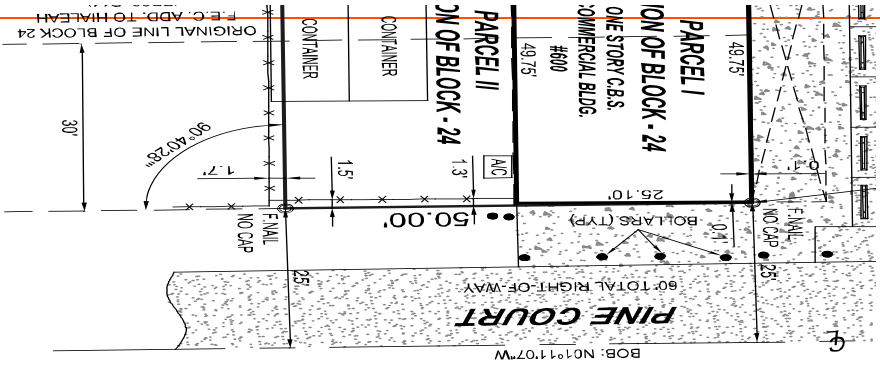 F.E.C. ADD. TO HIALEAH
ORIGINAL LINE OF BLOCK 24
CONTAINER
CONTAINER
PARCEL II
ON OF BLOCK - 24
49.75'
#600
ONE STORY C.B.S.
COMMERCIAL BLDG.
PARCEL I
ION OF BLOCK - 24
49.75'
30'
90°40'28"
1.7'
1.5'
1.3'
A/C
0.1'
25.10'
50.00'
BOLLARS (TYP)
0.1'
F.NAIL
NO CAP
F.NAIL
NO CAP
25'
25'
60' TOTAL RIGHT-OF-WAY
PINE COURT
BOB: N01°11'07"W